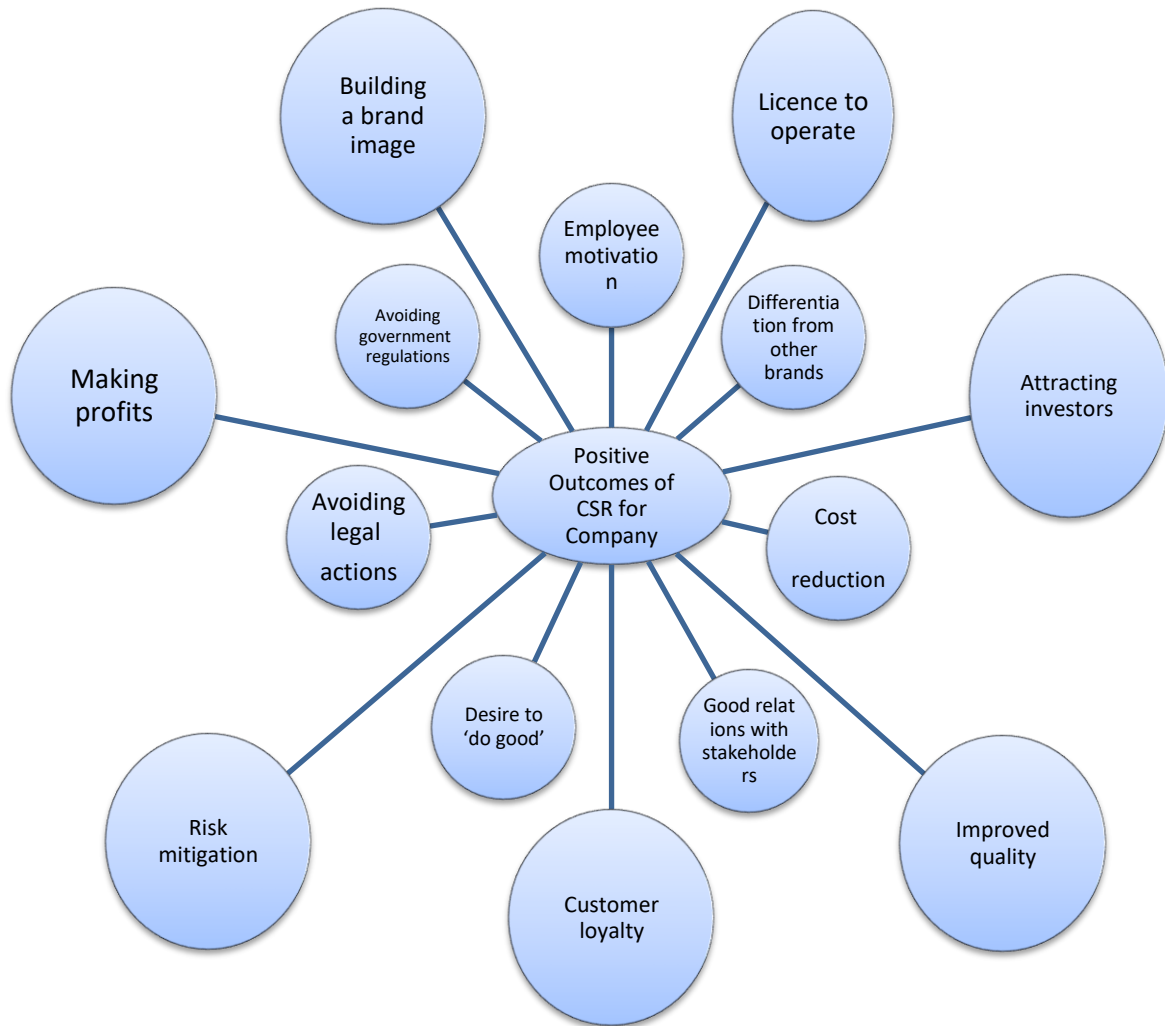 Building
a brand
image
Licence to
operate
Employee
motivatio
n
Avoiding
government
regulations
Differentia
tion from
other
brands
Making
profits
Attracting
investors
Positive
Outcomes of
CSR for
Company
Avoiding
legal
actions
Cost
reduction
Desire to
‘do good’
Good relat
ions with
stakeholde
rs
Risk
mitigation
Improved
quality
Customer
loyalty